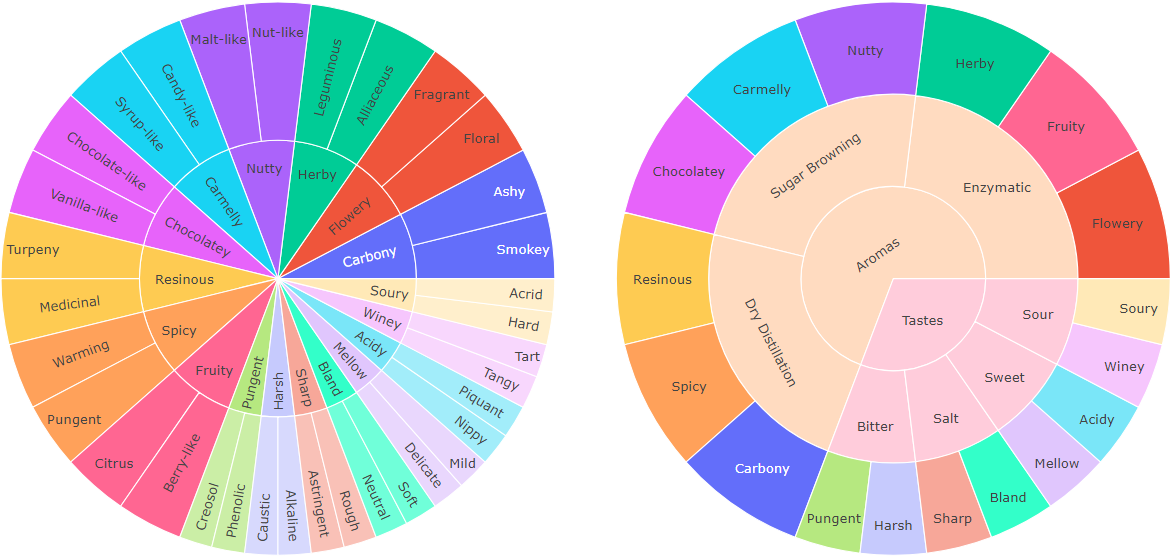 Malt-like
Nut-like
Leguminous
Alliaceous
Fragrant
Floral
Ashy
Smokey
Acrid
Hard
Tart
Tangy
Piquant
Nippy
Mild
Delicate
Soft
Neutral
Rough
Astringent
Alkaline
Caustic
Phenolic
Creosol
Berry-like
Citrus
Pungent
Warming
Medicinal
Turpeny
Vanilla-like
Chocolate-like
Syrup-like
Candy-like
Nutty
Herby
Flowery
Carbony
Soury
Winey
Acidy
Mellow
Bland
Sharp
Harsh
Pungent
Fruity
Spicy
Resinous
Chocolatey
Carmelly
Nutty
Herby
Fruity
Flowery
Soury
Winey
Acidy
Mellow
Bland
Sharp
Harsh
Pungent
Carbony
Spicy
Resinous
Chocolatey
Carmelly
Sugar Browning
Enzymatic
Sour
Sweet
Salt
Bitter
Dry Distillation
Aromas
Tastes